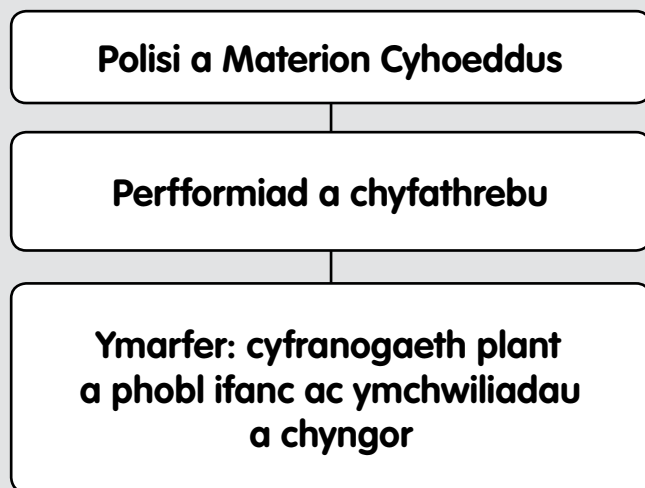 Polisi a Materion Cyhoeddus
Perfformiad a chyfathrebu
Ymarfer: cyfranogaeth plant
a phobl ifanc ac ymchwiliadau
a chyngor